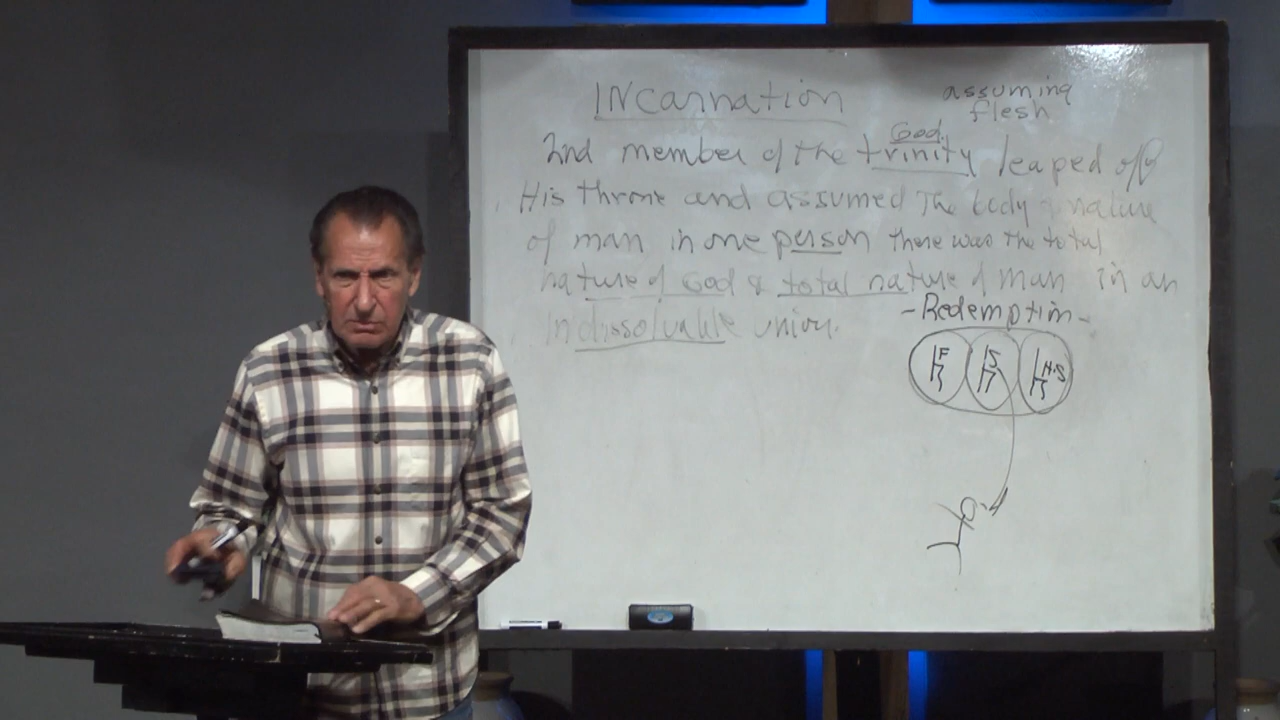 INcarnation
assuming
flesh
God.
2nd member of the trinity leaped off
His throne and assumed The body & nature
of man in one person there was the total
nature of God & total nature of man in an
indissolvable union.
-Redemption-
F S H.S